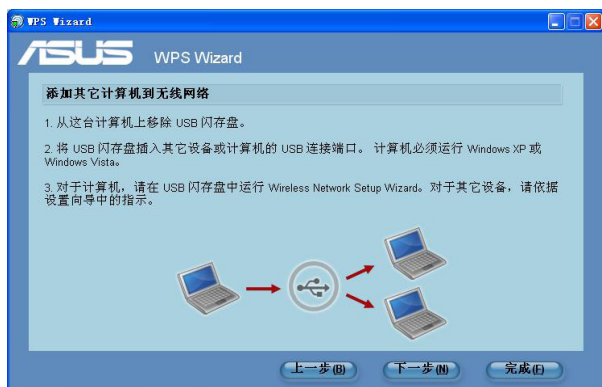 WPS Wizard
ASUS WPS Wizard
添加其它计算机到无线网络
1. 从这台计算机上移除 USB 闪存盘。
2. 将 USB 闪存盘插入其它设备或计算机的 USB 连接端口。 计算机必须运行 Windows XP 或
Windows Vista。
3. 对于计算机，请在 USB 闪存盘中运行 Wireless Network Setup Wizard。对于其它设备，请依据
设置向导中的指示。
上一步(B) 下一步(N) 完成(F)